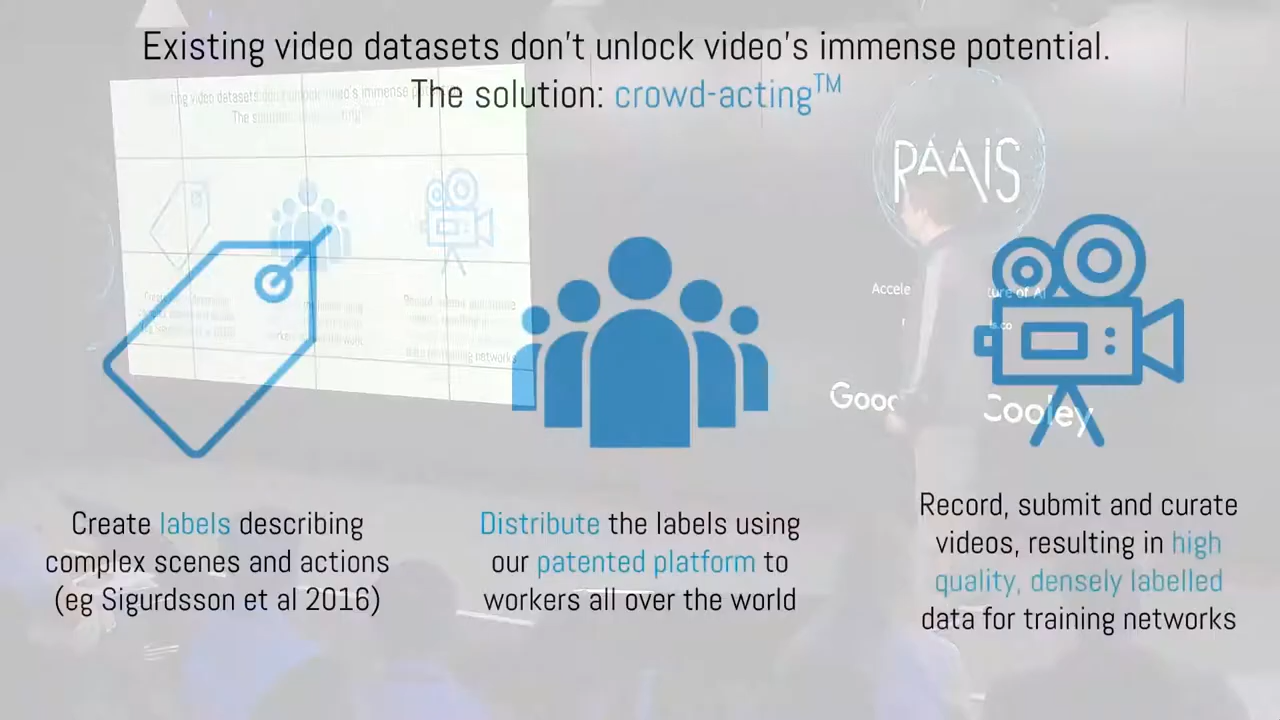 Existing video datasets don't unlock video's immense potential.
The solution: crowd-acting™
RAAIS
Create labels describing
complex scenes and actions
(eg Sigurdsson et al 2016)
Distribute the labels using
our patented platform to
workers all over the world
Record, submit and curate
videos, resulting in high
quality, densely labelled
data for training networks
Cooley